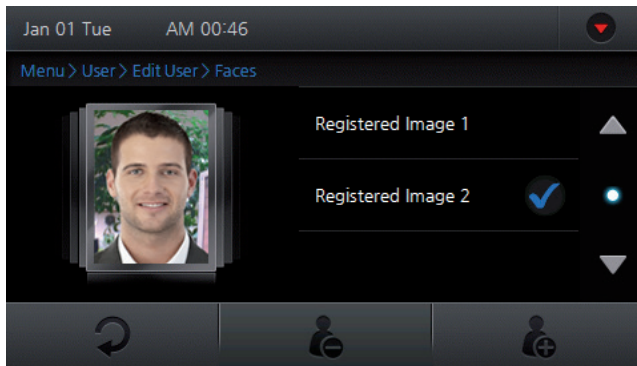 Jan 01 Tue AM 00:46
Menu > User > Edit User > Faces
Registered Image 1
Registered Image 2